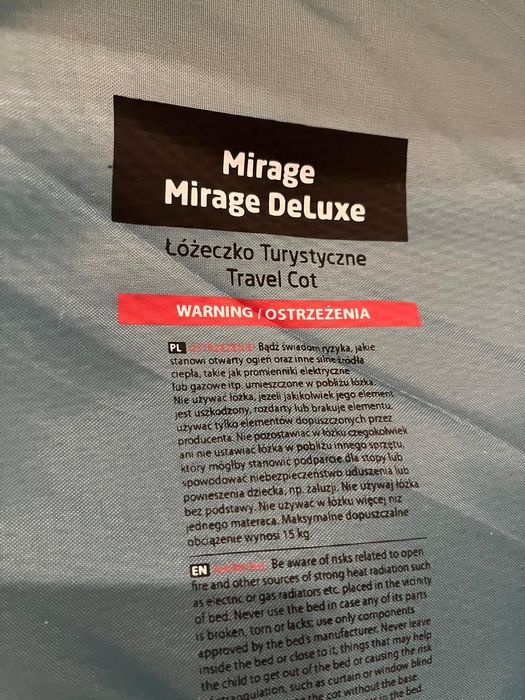 Mirage
Mirage DeLuxe
Łóżeczko Turystyczne
Travel Cot
WARNING / OSTRZEŻENIA
PL OSTRZEŻENIE! Bądź świadom ryzyka, jakie
stanowi otwarty ogień oraz inne silne źródła
ciepła, takie jak promienniki elektryczne
lub gazowe itp. umieszczone w pobliżu łóżka.
Nie używać łóżka, jeżeli jakikolwiek jego element
jest uszkodzony, rozdarty lub brakuje elementu,
używać tylko elementów dopuszczonych przez
producenta. Nie pozostawiać w łóżku czegokolwiek
ani nie ustawiać łóżka w pobliżu innego sprzętu,
który mógłby stanowić podparcie dla stopy lub
spowodować niebezpieczeństwo uduszenia lub
powieszenia dziecka, np. żaluzji. Nie używaj łóżka
bez podstawy. Nie używać w łóżku więcej niż
jednego materaca. Maksymalne dopuszczalne
obciążenie wynosi 15 kg.
EN Be aware of risks related to open
fire and other sources of strong heat radiation such
as electric or gas radiators etc. placed in the vicinity
of bed. Never use the bed in case any of its parts
is broken, torn or lacks; use only components
approved by the bed's manufacturer. Never leave
inside the bed or close to it, things that may help
the child to get out of the bed or causing the risk
of strangulation, such as curtain or window blind
the cot without the base.
in the bed